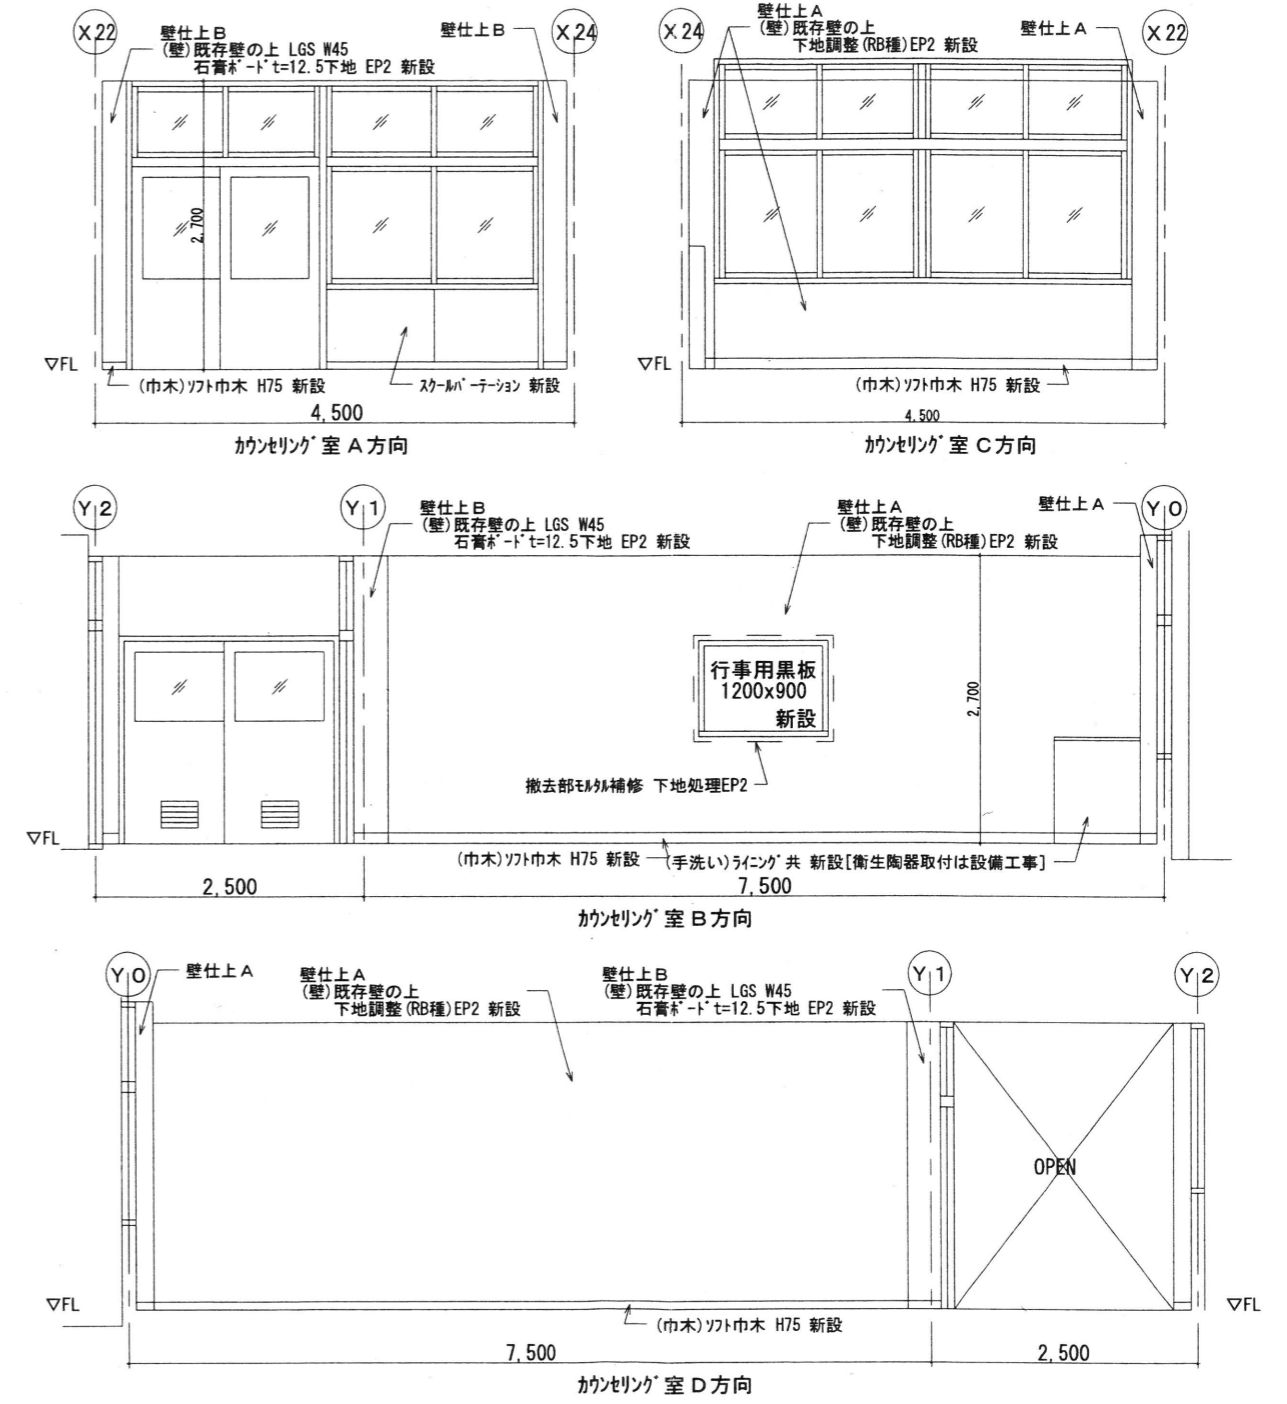 X22
壁仕上B
(壁)既存壁の上 LGS W45
石膏ボードt=12.5下地 EP2 新設
壁仕上B
X24
2,700
▽FL
(巾木)ソフト巾木 H75 新設
スクールパーテーション 新設
4,500
カウンセリング室A方向
X24
壁仕上A
(壁)既存壁の上
下地調整(RB種)EP2 新設
壁仕上A
X22
▽FL
(巾木)ソフト巾木 H75 新設
4,500
カウンセリング室C方向
Y2
Y1
壁仕上B
(壁)既存壁の上 LGS W45
石膏ボードt=12.5下地 EP2 新設
壁仕上A
(壁)既存壁の上
下地調整(RB種)EP2 新設
壁仕上A
Y0
行事用黒板
1200x900
新設
2,700
撤去部モルタル補修 下地処理EP2
▽FL
(巾木)ソフト巾木 H75 新設
(手洗い)ライニング共 新設[衛生陶器取付は設備工事]
2,500
7,500
カウンセリング室B方向
Y0
壁仕上A
壁仕上A
(壁)既存壁の上
下地調整(RB種)EP2 新設
壁仕上B
(壁)既存壁の上 LGS W45
石膏ボードt=12.5下地 EP2 新設
Y1
Y2
OPEN
▽FL
▽FL
(巾木)ソフト巾木 H75 新設
7,500
2,500
カウンセリング室D方向